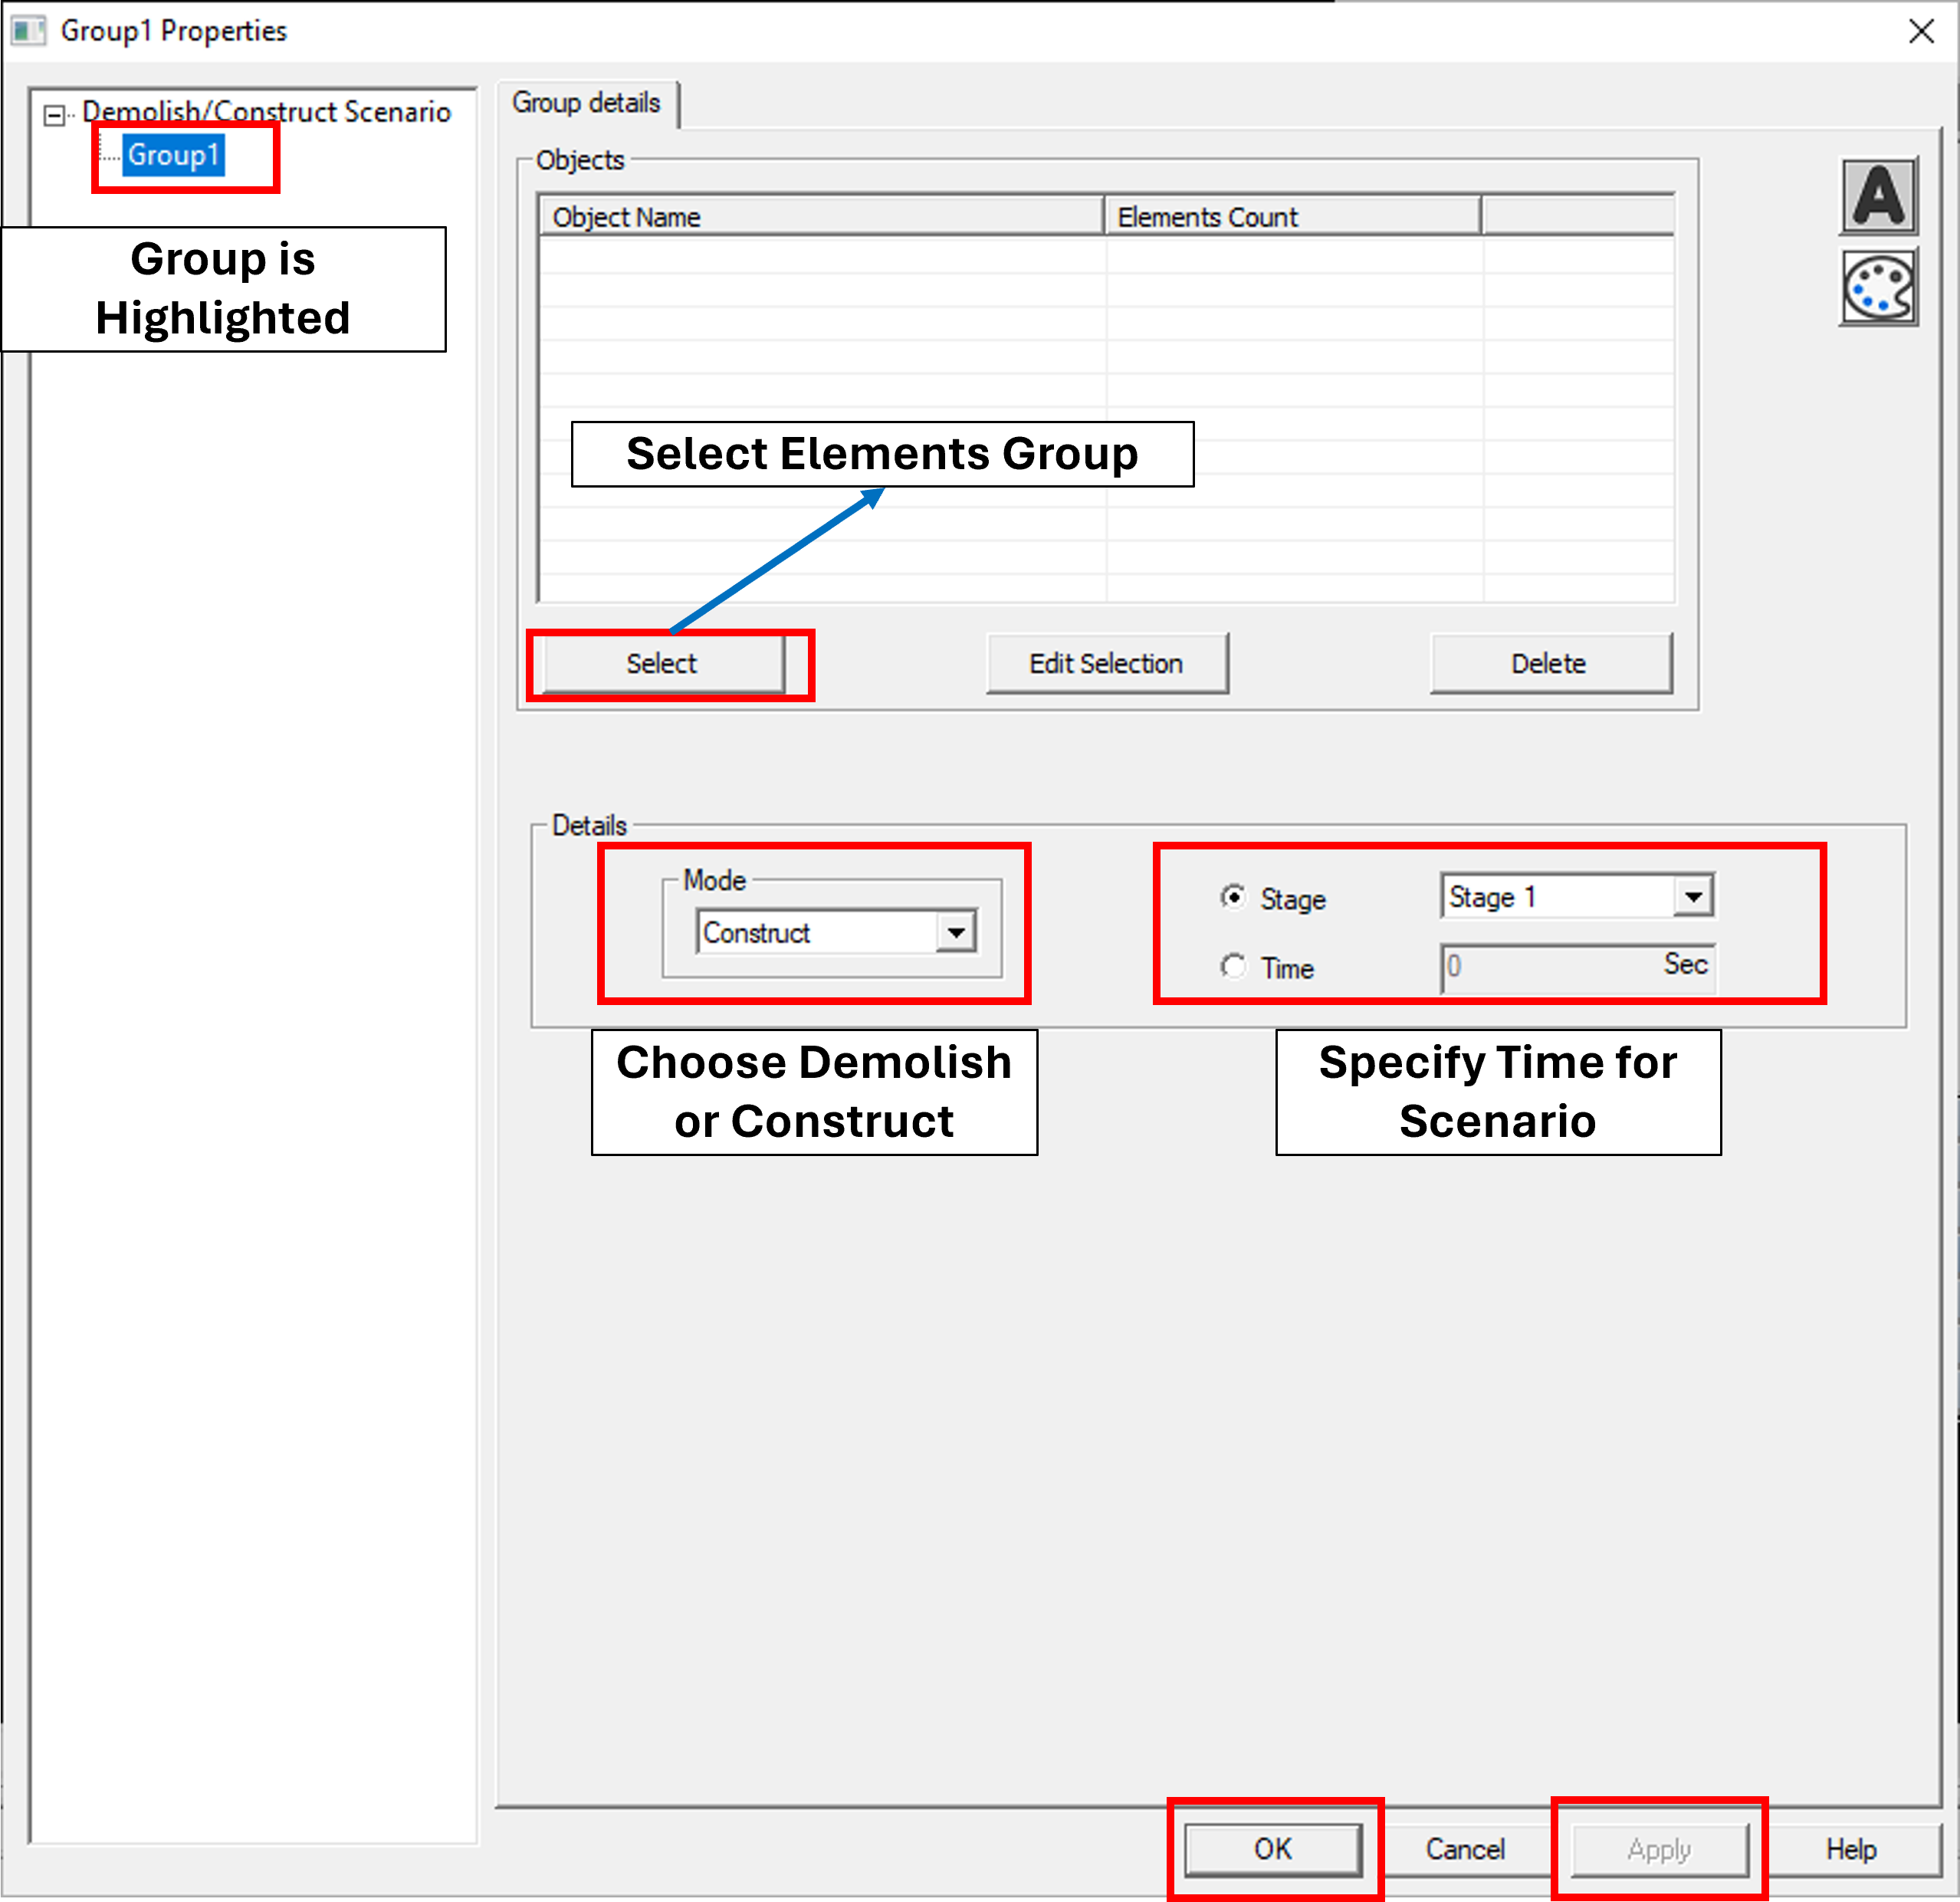 Group1 Properties
Demolish/Construct Scenario
Group1
Group is
Highlighted
Group details
Objects
Object Name
Elements Count
A
Select Elements Group
Select
Edit Selection
Delete
Details
Mode
Construct
Stage
Stage 1
Time
0
Sec
Choose Demolish
or Construct
Specify Time for
Scenario
OK
Cancel
Apply
Help